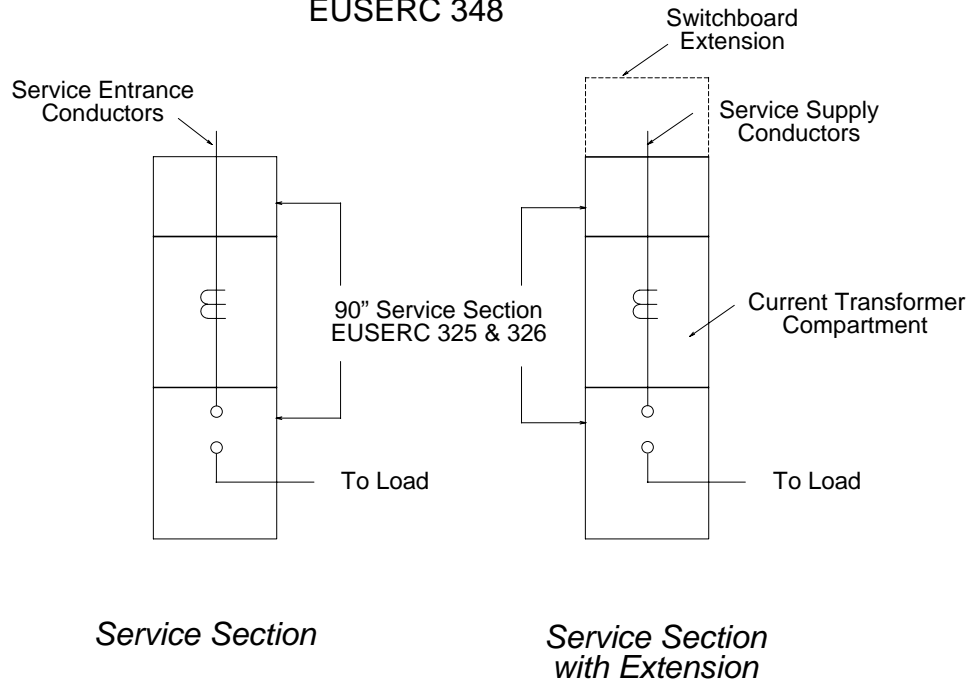 EUSERC 348
Switchboard
Extension
Service Entrance
Conductors
Service Supply
Conductors
90” Service Section
EUSERC 325 & 326
Current Transformer
Compartment
To Load
To Load
Service Section
Service Section
with Extension